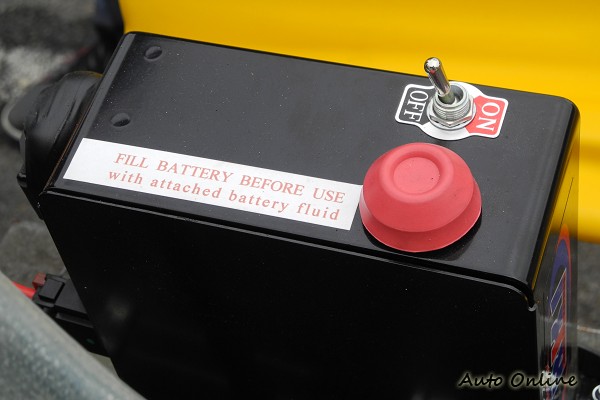 OFF
ON
FILL BATTERY BEFORE USE
with attached battery fluid
Auto Online